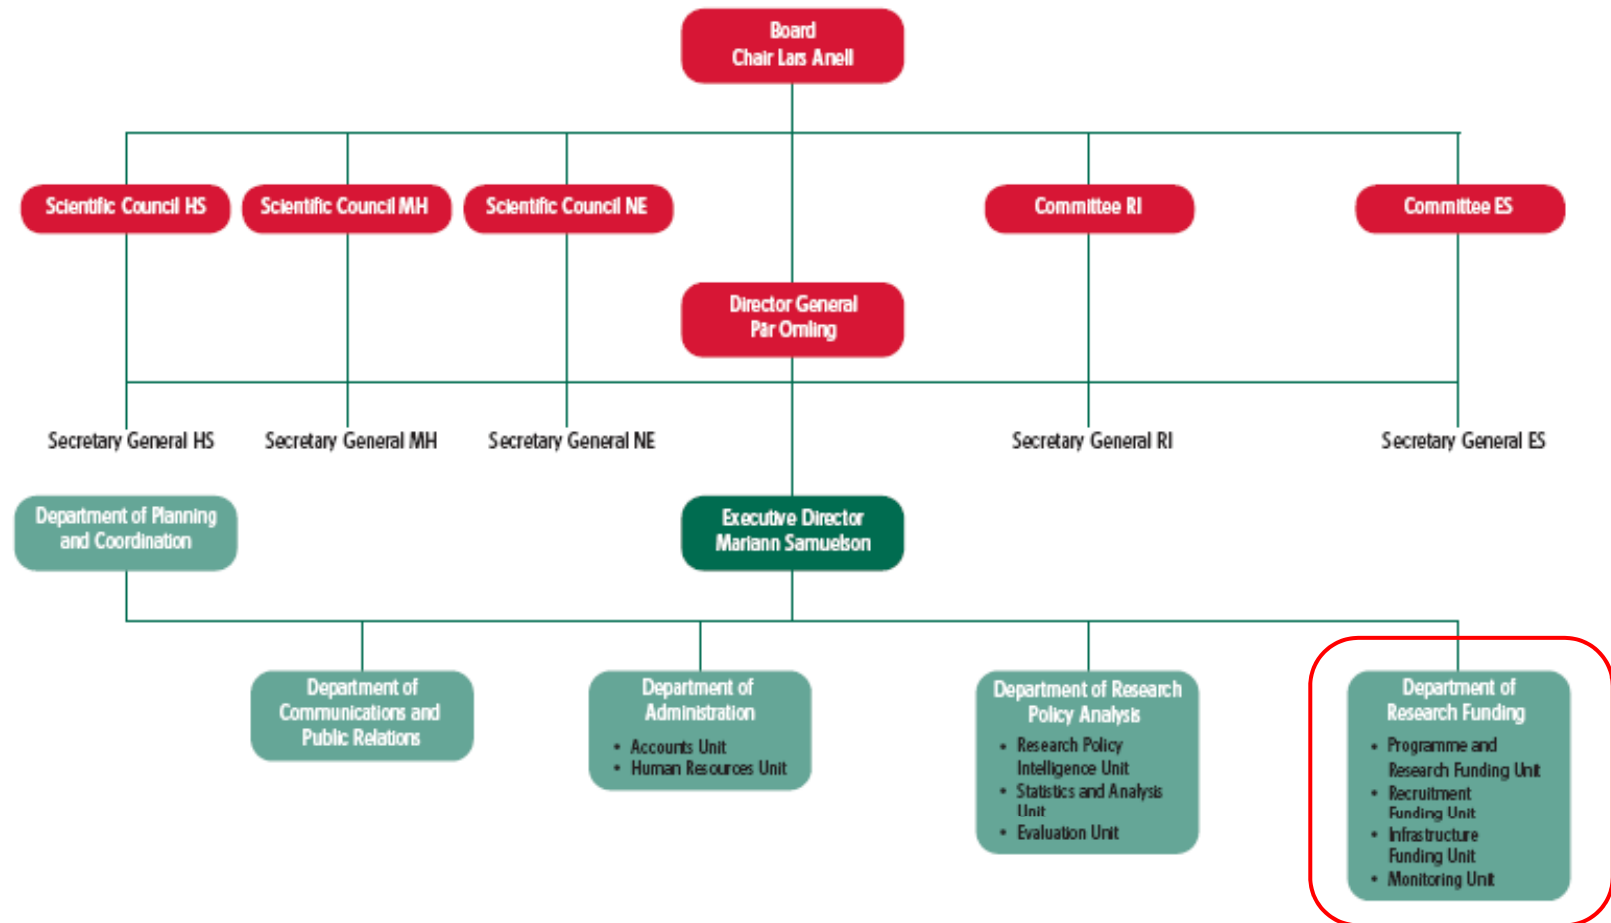 Board
Chair Lars Anell
Scientific Council HS
Scientific Council MH
Scientific Council NE
Committee RI
Committee ES
Director General
Pär Omling
Secretary General HS
Secretary General MH
Secretary General NE
Secretary General RI
Secretary General ES
Department of Planning
and Coordination
Executive Director
Mariann Samuelson
Department of
Communications and
Public Relations
Department of
Administration
• Accounts Unit
• Human Resources Unit
Department of Research
Policy Analysis
• Research Policy
Intelligence Unit
• Statistics and Analysis
Unit
• Evaluation Unit
Department of
Research Funding
• Programme and
Research Funding Unit
• Recruitment
Funding Unit
• Infrastructure
Funding Unit
• Monitoring Unit